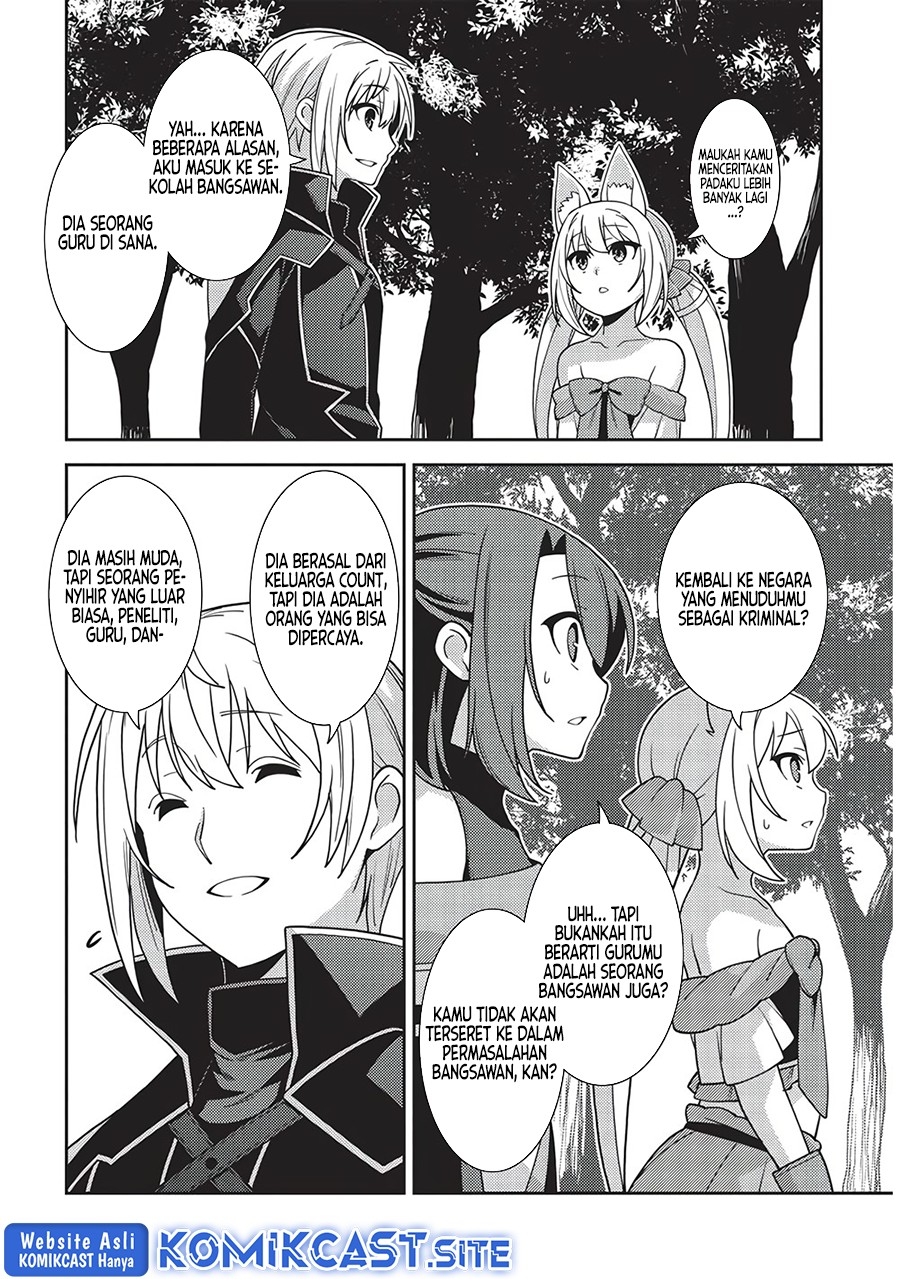 MAUKAH KAMU
MENCERITAKAN
PADAKU LEBIH
BANYAK LAGI
...?
YAH... KARENA
BEBERAPA ALASAN,
AKU MASUK KE SE-
KOLAH BANGSAWAN.
DIA SEORANG
GURU DI SANA.
KEMBALI KE NEGARA
YANG MENUDUHMU
SEBAGAI KRIMINAL?
UHH... TAPI
BUKANKAH ITU
BERARTI GURUMU
ADALAH SEORANG
BANGSAWAN JUGA?
KAMU TIDAK AKAN
TERSERET KE DALAM
PERMASALAHAN
BANGSAWAN, KAN?
DIA BERASAL DARI
KELUARGA COUNT,
TAPI DIA ADALAH
ORANG YANG BISA
DIPERCAYA.
DIA MASIH MUDA,
TAPI SEORANG PE-
NYIHIR YANG LUAR
BIASA, PENELITI,
GURU, DAN-
Website Asli
KOMIKCAST Hanya
KOMIKCAST.SITE